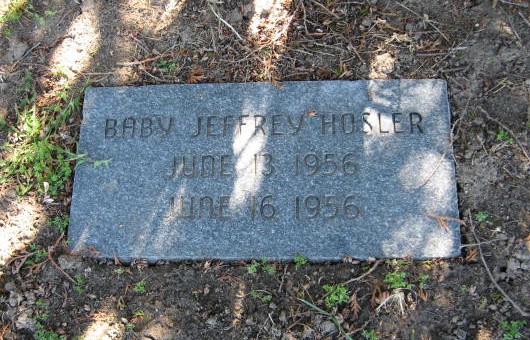 BABY JEFFREY HOSLER
JUNE 13 1956
JUNE 16 1956